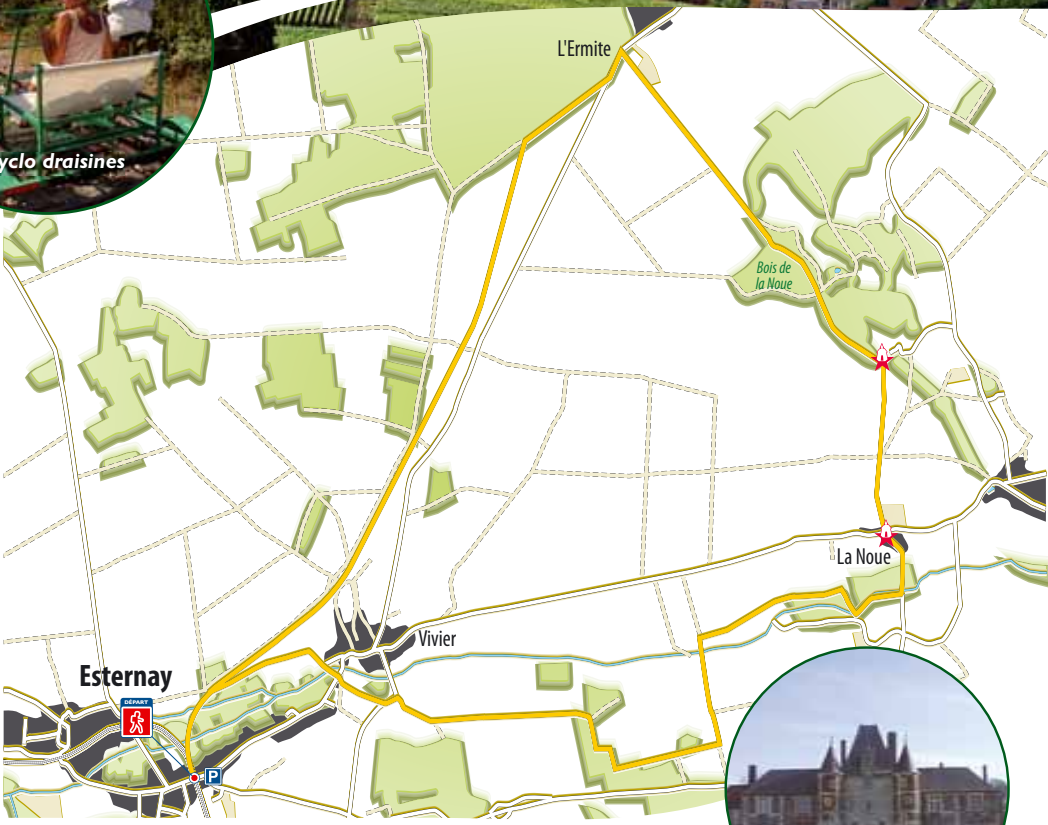 yclo draisines
L'Ermite
Bois de
la Noue
La Noue
Vivier
Esternay
DÉPART
P